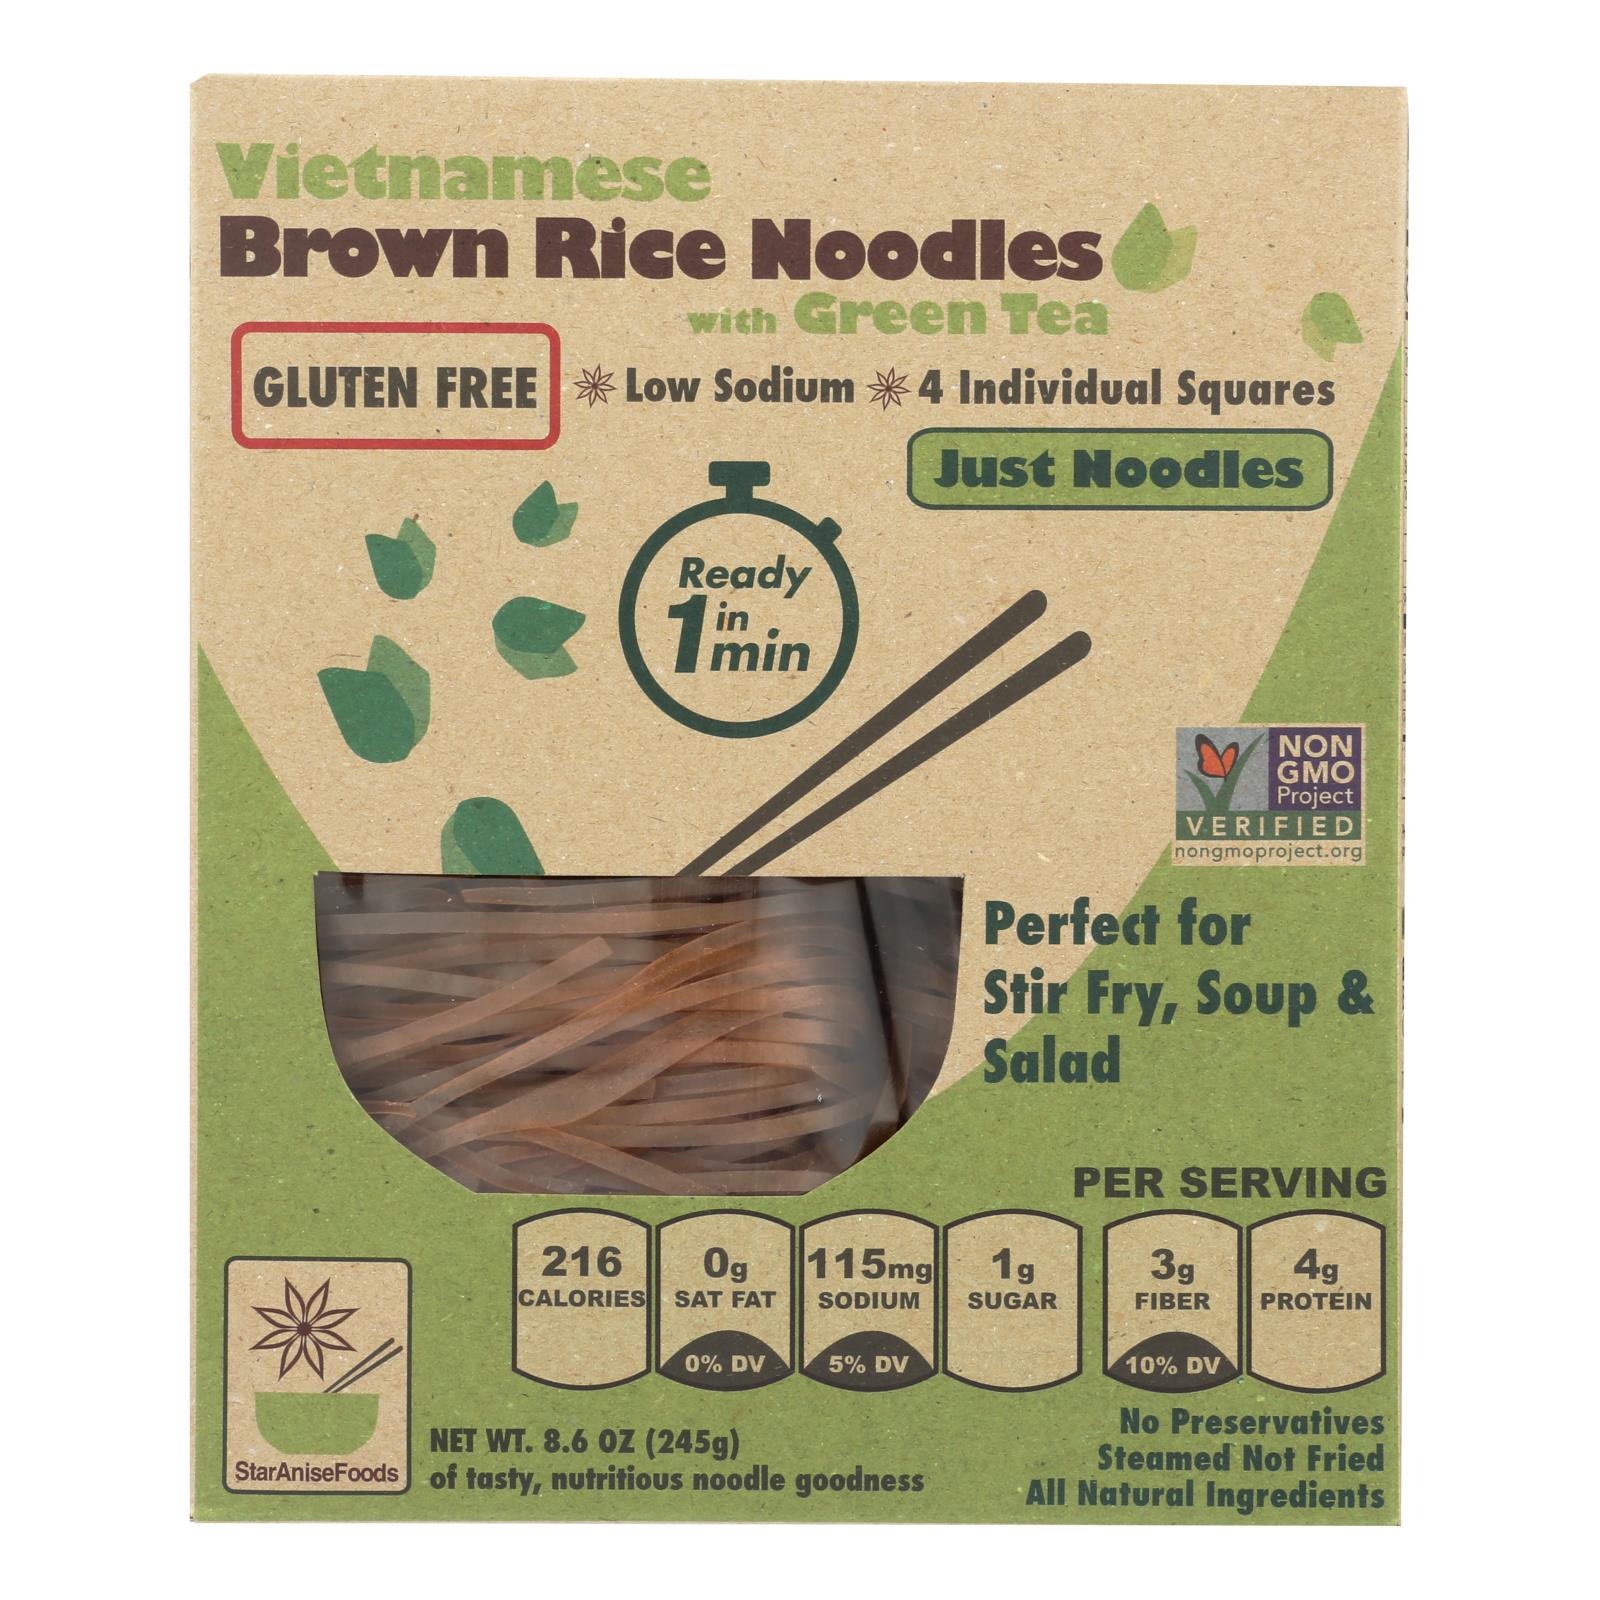 Vietnamese
Brown Rice Noodles
with Green Tea
GLUTEN FREE Low Sodium 4 Individual Squares
Just Noodles
Ready
1 in
min
NON
GMO
Project
VERIFIED
nongmoproject.org
Perfect for
Stir Fry, Soup &
Salad
PER SERVING
216
CALORIES
0g
SAT FAT
0% DV
115mg
SODIUM
5% DV
1g
SUGAR
3g
FIBER
10% DV
4g
PROTEIN
StarAniseFoods
NET WT. 8.6 OZ (245g)
of tasty, nutritious noodle goodness
No Preservatives
Steamed Not Fried
All Natural Ingredients